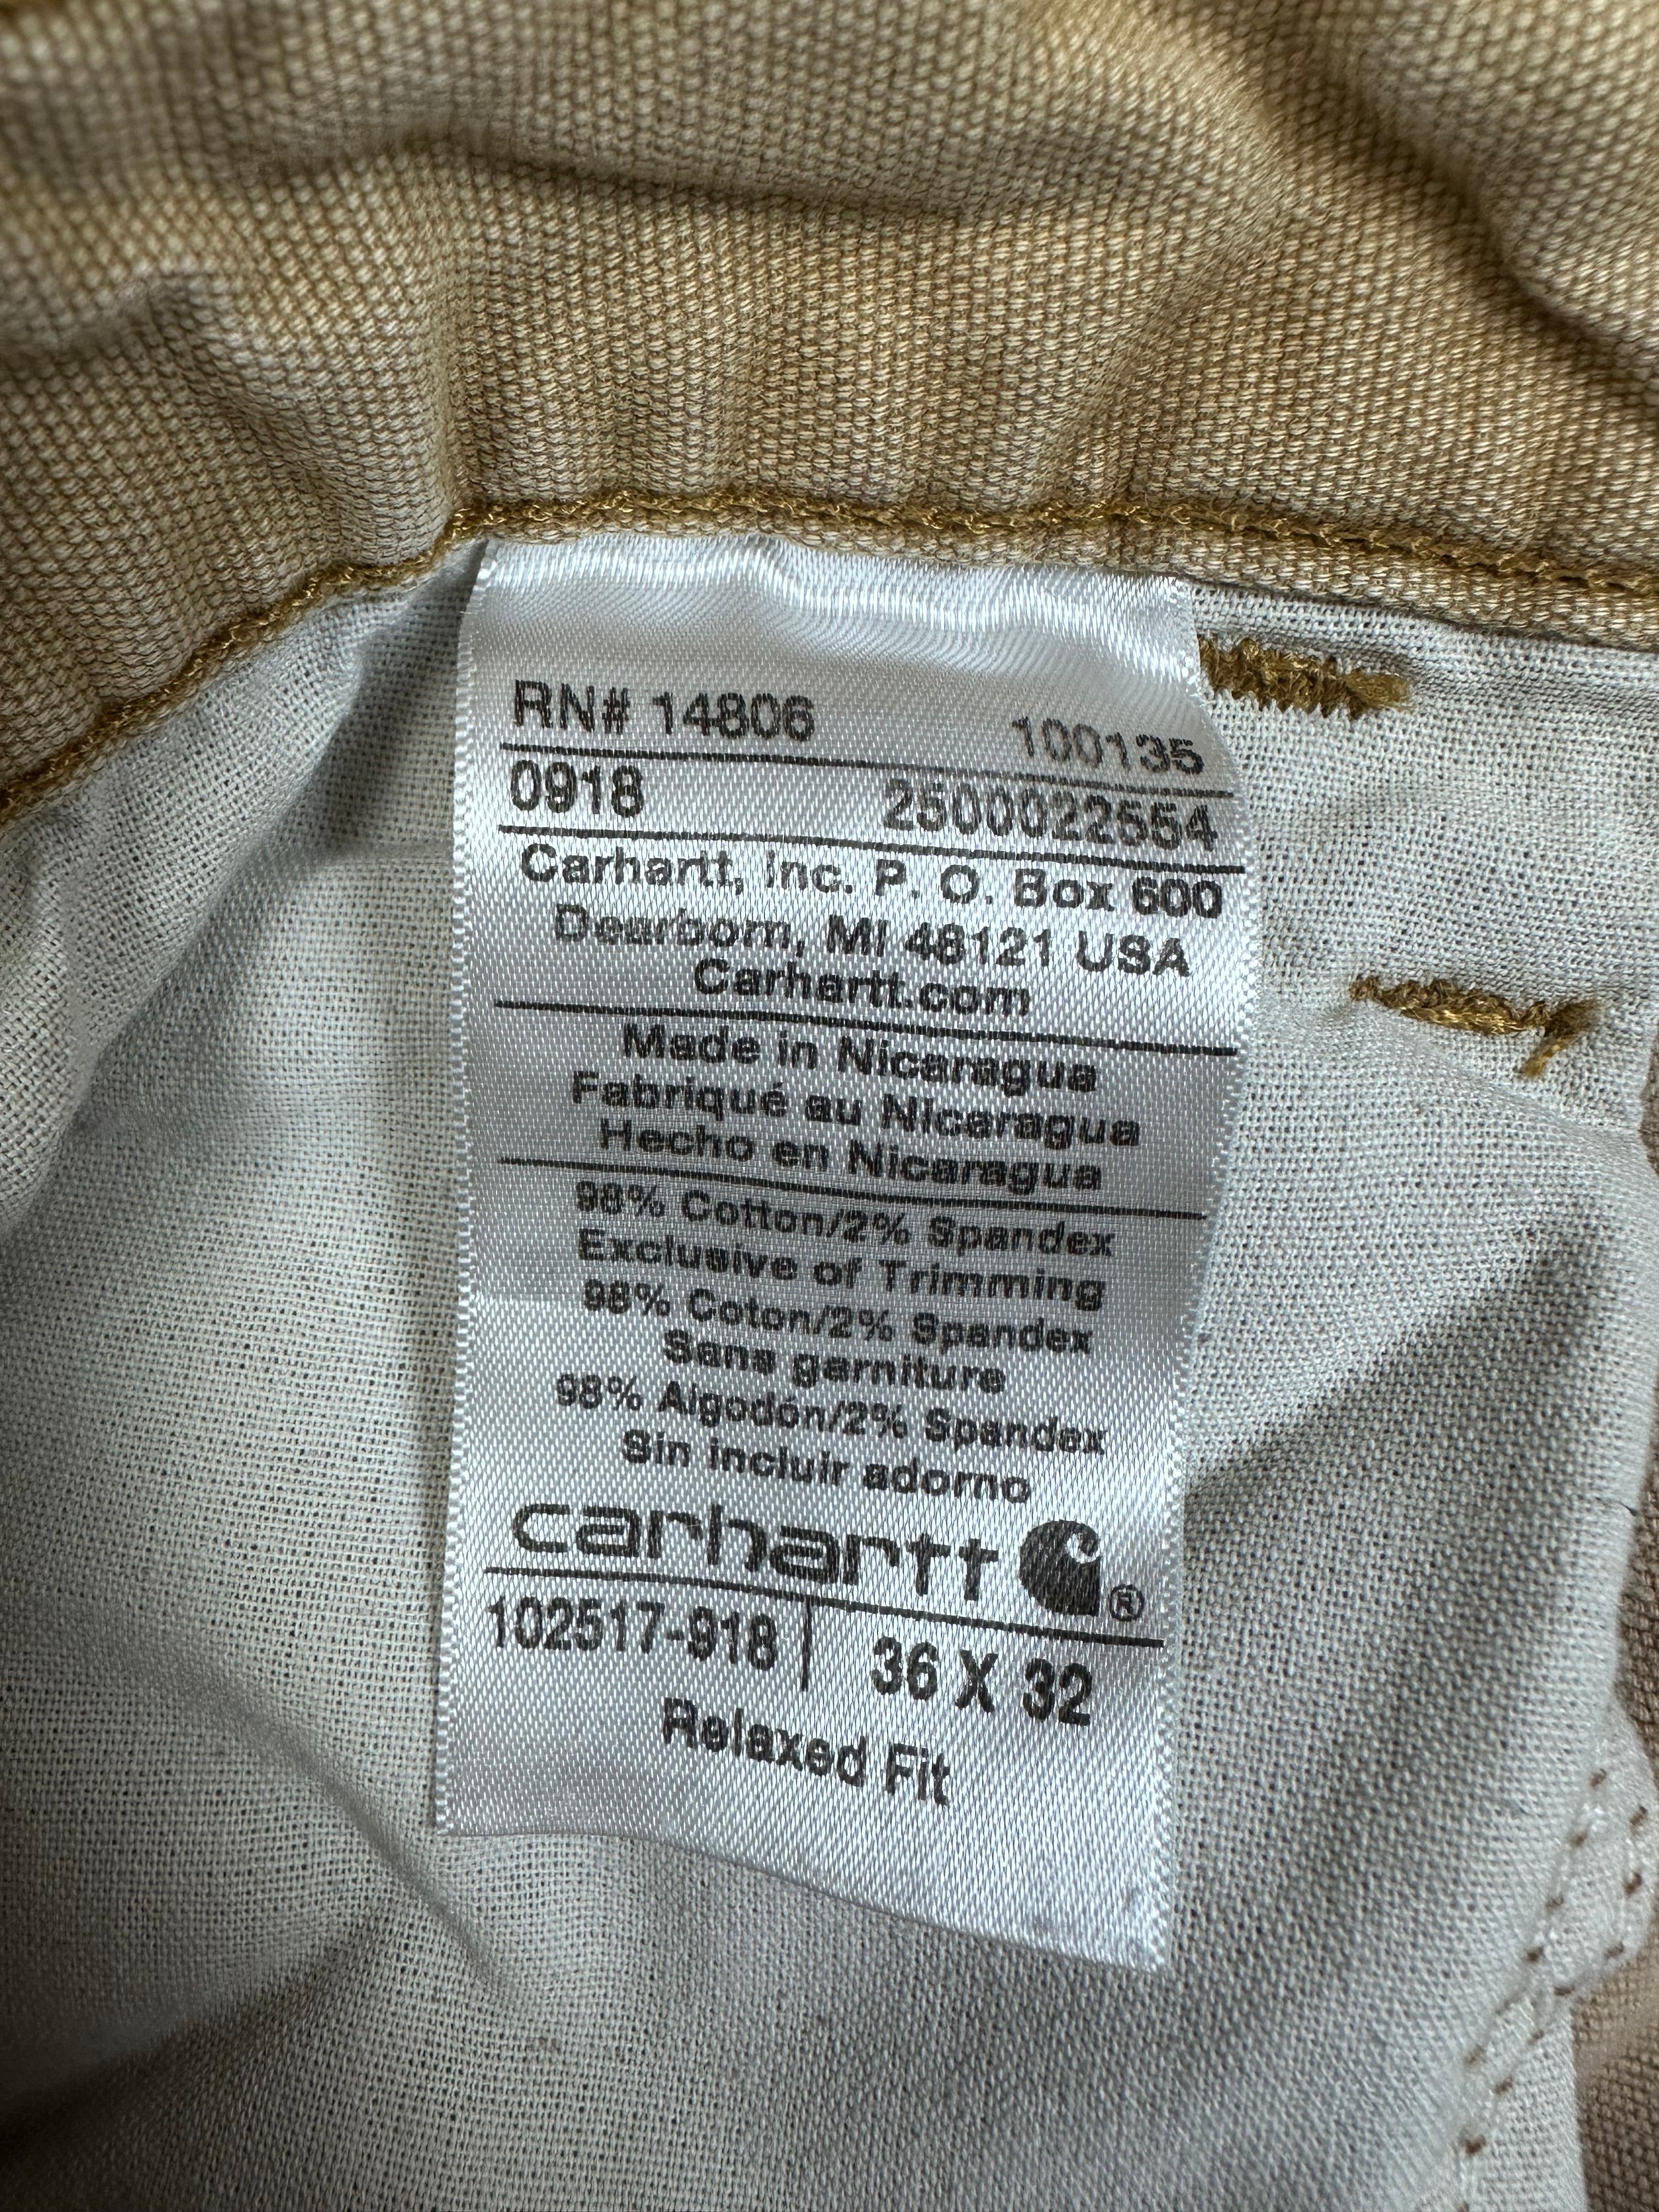 RN# 14806 100135
0918 2500022554
Carhartt, Inc. P. O. Box 600
Dearborn, MI 48121 USA
Carhartt.com
Made in Nicaragua
Fabriqué au Nicaragua
Hecho en Nicaragua
98% Cotton/2% Spandex
Exclusive of Trimming
98% Coton/2% Spandex
Sans garniture
98% Algodón/2% Spandex
Sin incluir adorno
carhartt ®
102517-918 36 X 32
Relaxed Fit